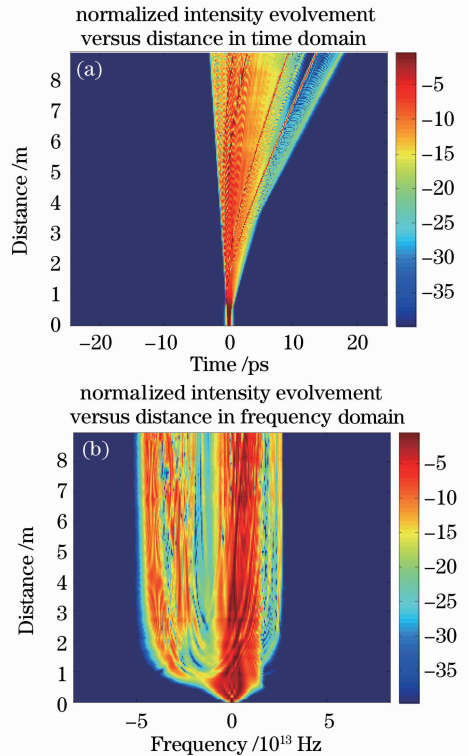 normalized intensity evolvement
versus distance in time domain
(a)
8
7
6
5
4
3
2
1
0
Distance /m
−20 −10 0 10 20
Time /ps
−5
−10
−15
−20
−25
−30
−35
normalized intensity evolvement
versus distance in frequency domain
(b)
8
7
6
5
4
3
2
1
0
Distance /m
−5 0 5
Frequency /10¹³ Hz
−5
−10
−15
−20
−25
−30
−35